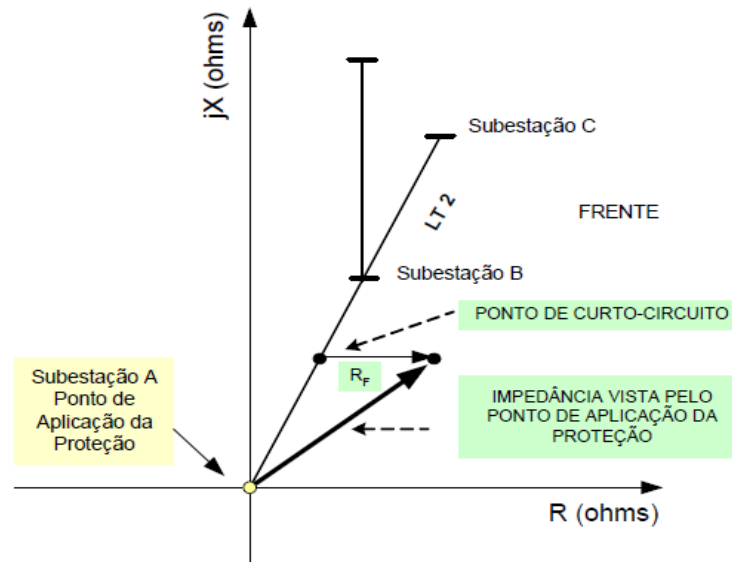 jX (ohms)
Subestação C
LT 2
FRENTE
Subestação B
PONTO DE CURTO-CIRCUITO
R_F
Subestação A
Ponto de
Aplicação da
Proteção
IMPEDÂNCIA VISTA PELO
PONTO DE APLICAÇÃO DA
PROTEÇÃO
R (ohms)